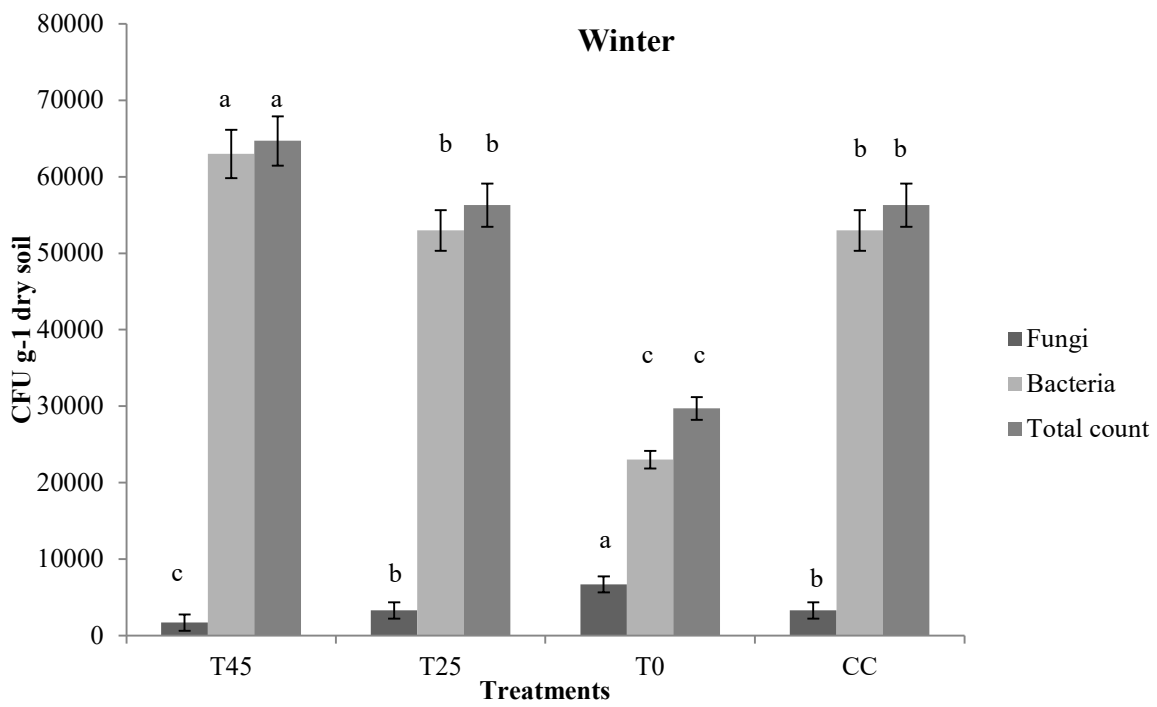 Winter
80000
70000
60000
50000
40000
30000
20000
10000
0
CFU g-1 dry soil
a a
b b
b b
c c
c
b
a
b
T45 T25 T0 CC
Treatments
Fungi
Bacteria
Total count